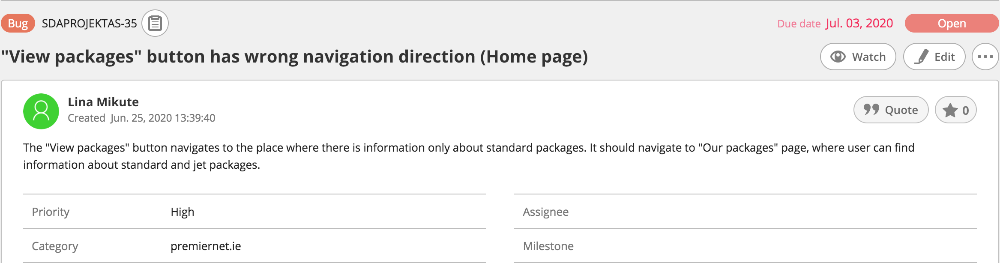 Bug SDAPROJEKTAS-35 Due date Jul. 03, 2020 Open
"View packages" button has wrong navigation direction (Home page) Watch Edit
Lina Mikute
Created Jun. 25, 2020 13:39:40 Quote 0
The "View packages" button navigates to the place where there is information only about standard packages. It should navigate to "Our packages" page, where user can find
information about standard and jet packages.
Priority High Assignee
Category premiernet.ie Milestone